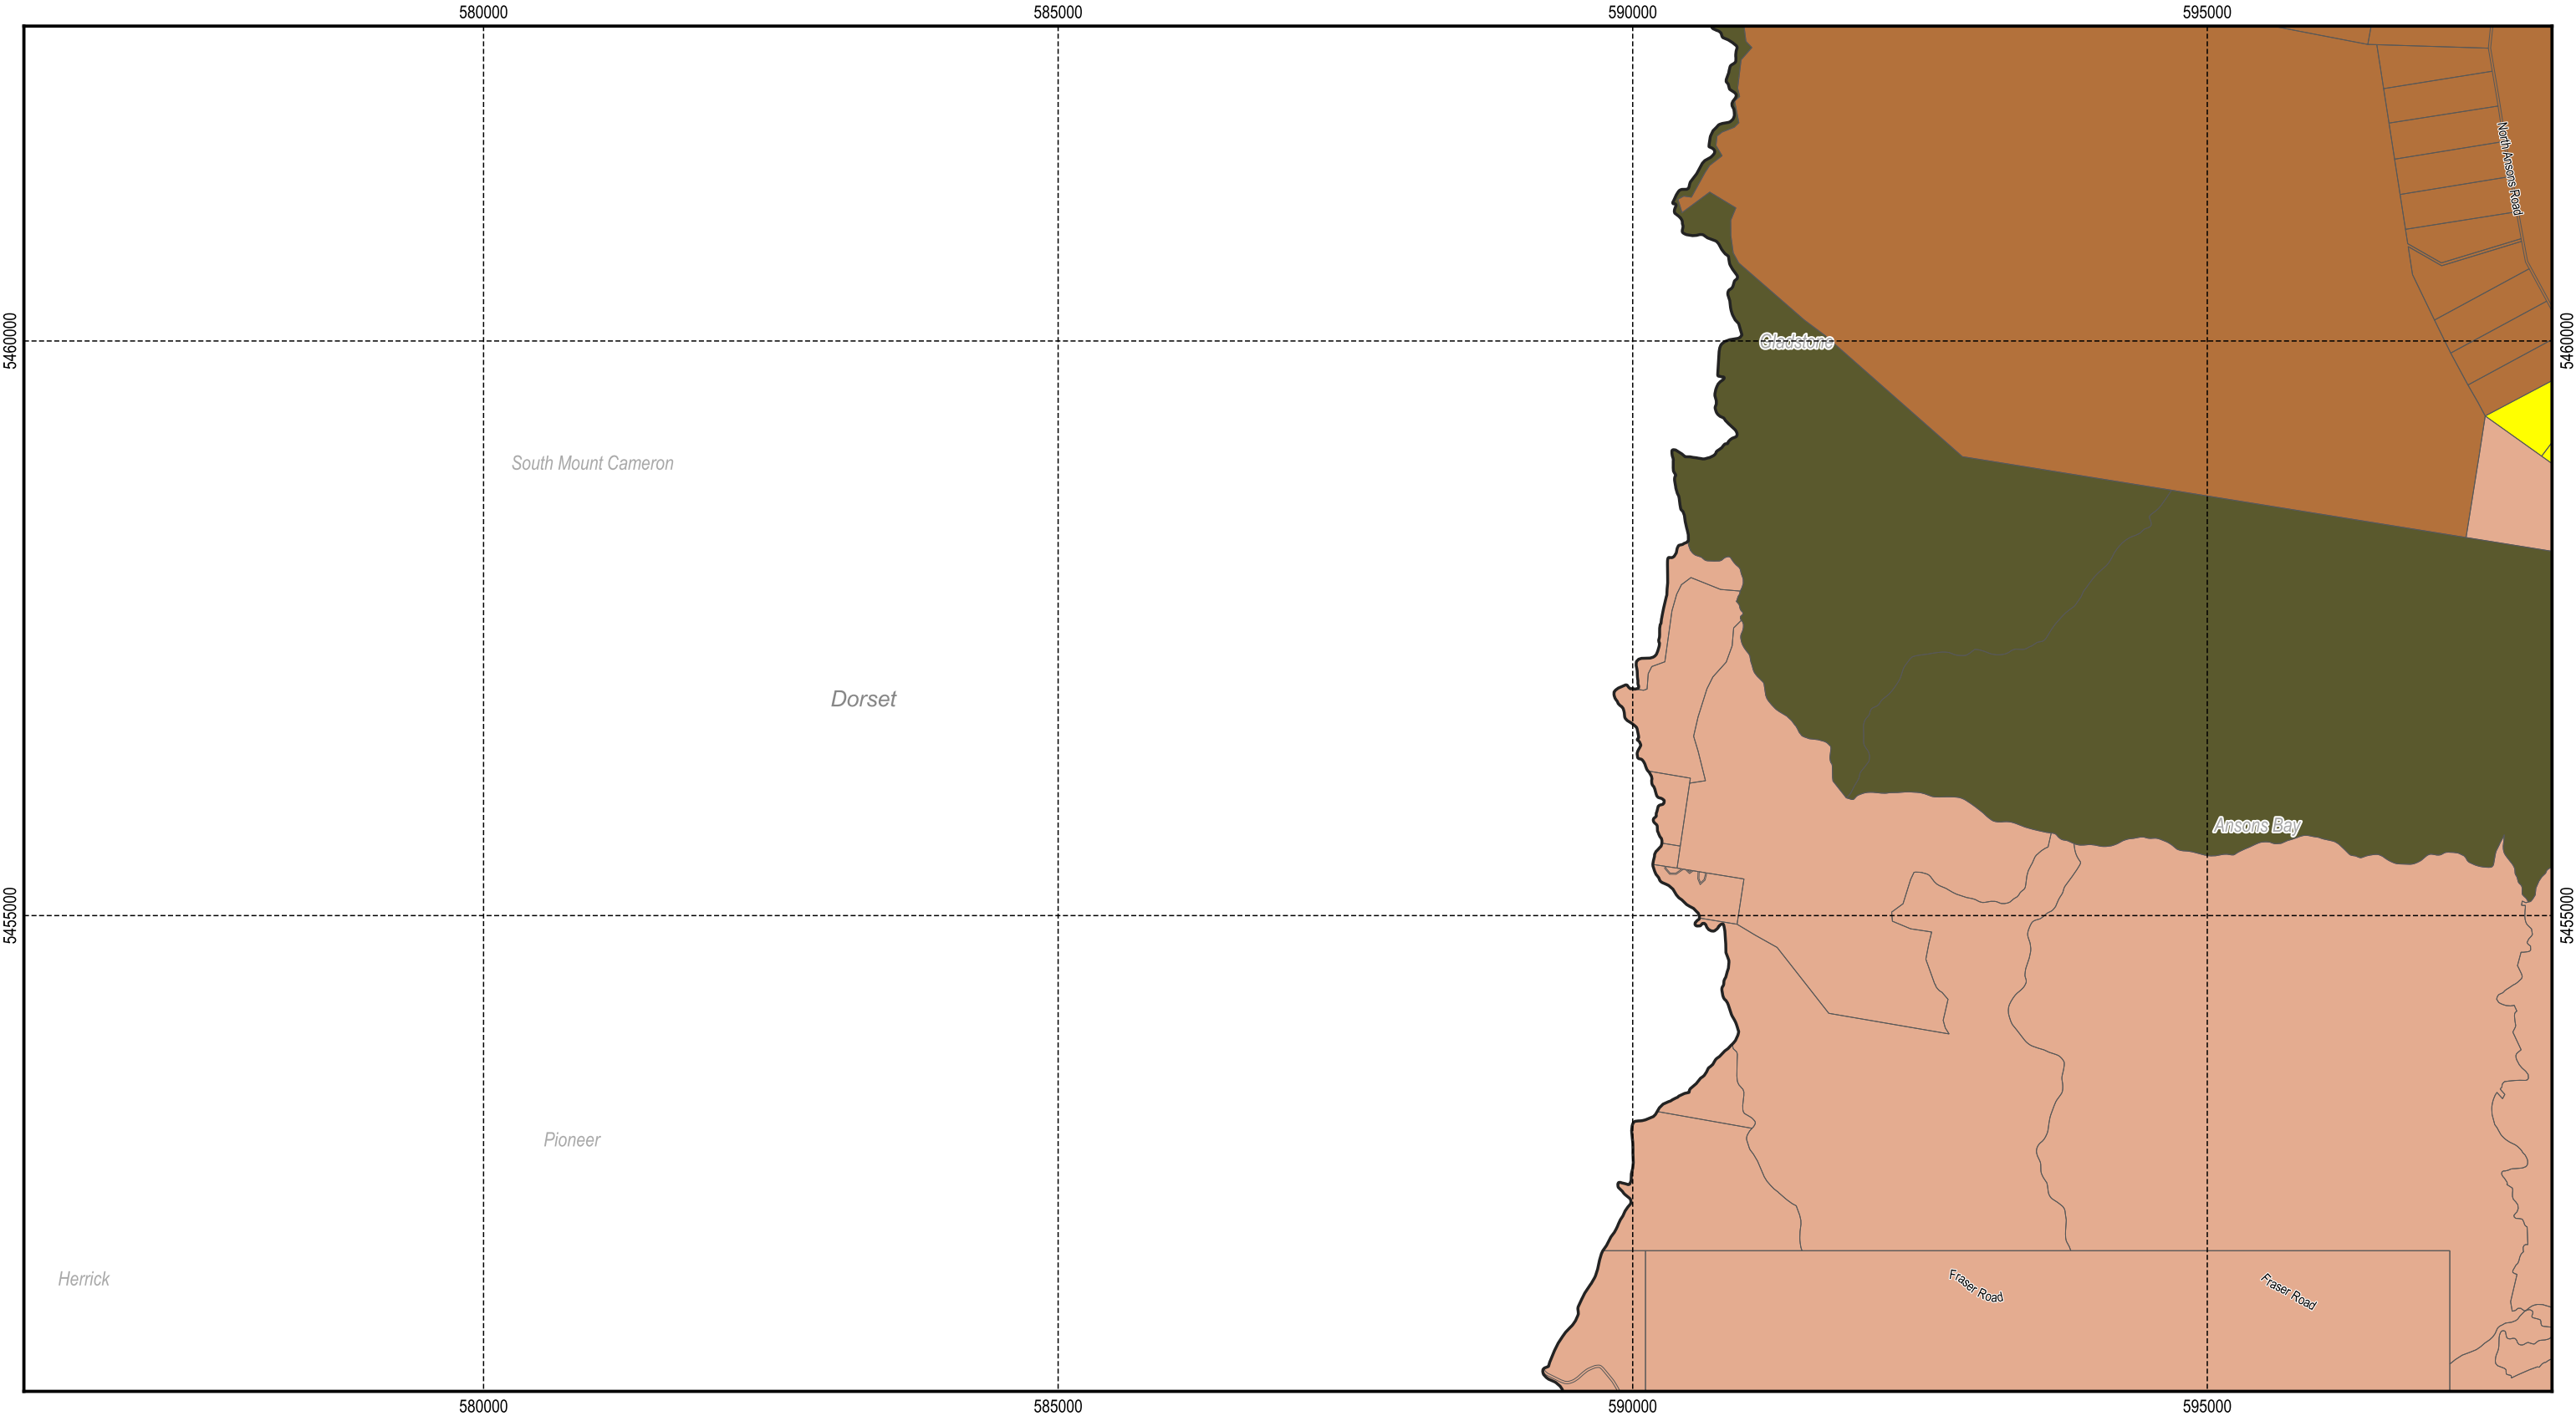 580000
585000
590000
595000
North Ansons Road
5460000
5460000
Gladstone
South Mount Cameron
Dorset
Ansons Bay
5455000
5455000
Pioneer
Herrick
Fraser Road
Fraser Road
580000
585000
590000
595000